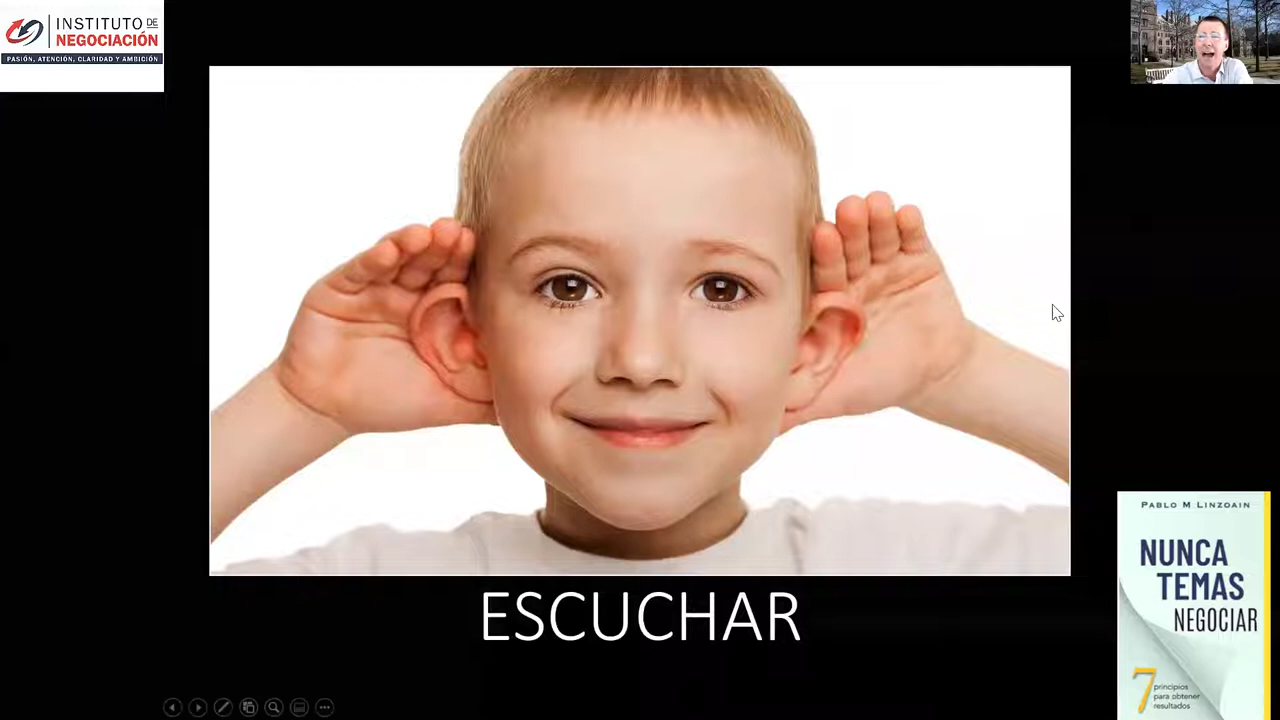 INSTITUTO DE
NEGOCIACIÓN
PASIÓN, ATENCIÓN, CLARIDAD Y AMBICIÓN
ESCUCHAR
PABLO M LINZOAIN
NUNCA
TEMAS
NEGOCIAR
7 principios
para obtener
resultados